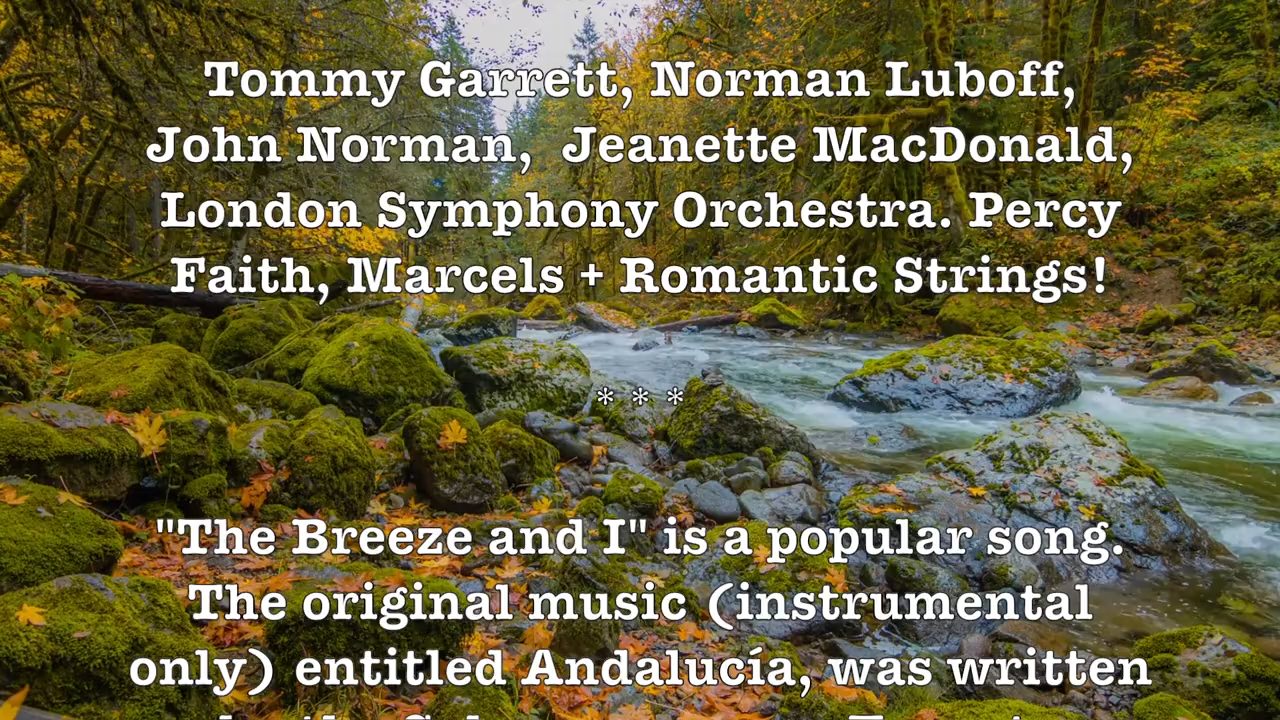 Tommy Garrett, Norman Luboff,
John Norman,  Jeanette MacDonald,
London Symphony Orchestra. Percy
Faith, Marcels + Romantic Strings!
* * *
"The Breeze and I" is a popular song.
The original music (instrumental
only) entitled Andalucía, was written